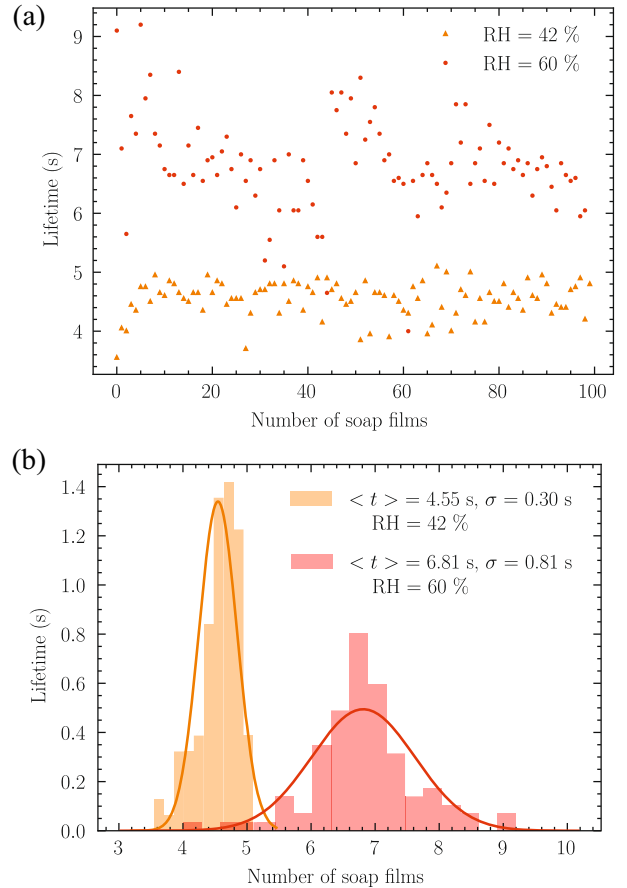 (a)
9
8
7
6
5
4
Lifetime (s)
RH = 42 %
RH = 60 %
0 20 40 60 80 100
Number of soap films
(b)
1.4
1.2
1.0
0.8
0.6
0.4
0.2
0.0
Lifetime (s)
< t > = 4.55 s, σ = 0.30 s
RH = 42 %
< t > = 6.81 s, σ = 0.81 s
RH = 60 %
3 4 5 6 7 8 9 10
Number of soap films